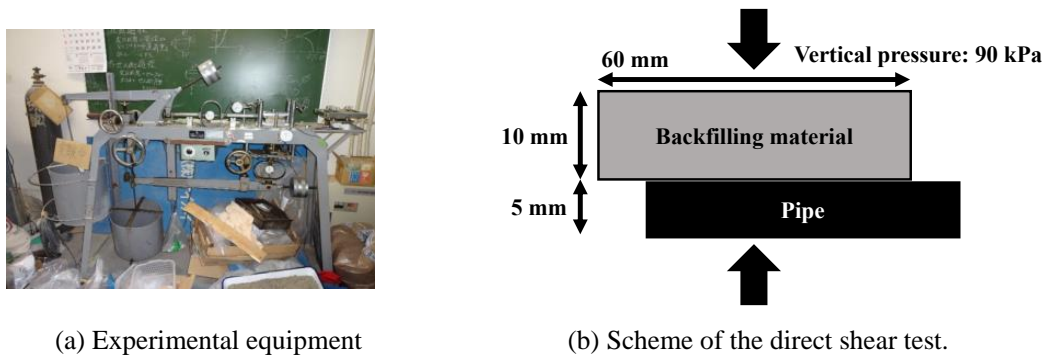 60 mm
Vertical pressure: 90 kPa
10 mm
Backfilling material
5 mm
Pipe
(a) Experimental equipment
(b) Scheme of the direct shear test.